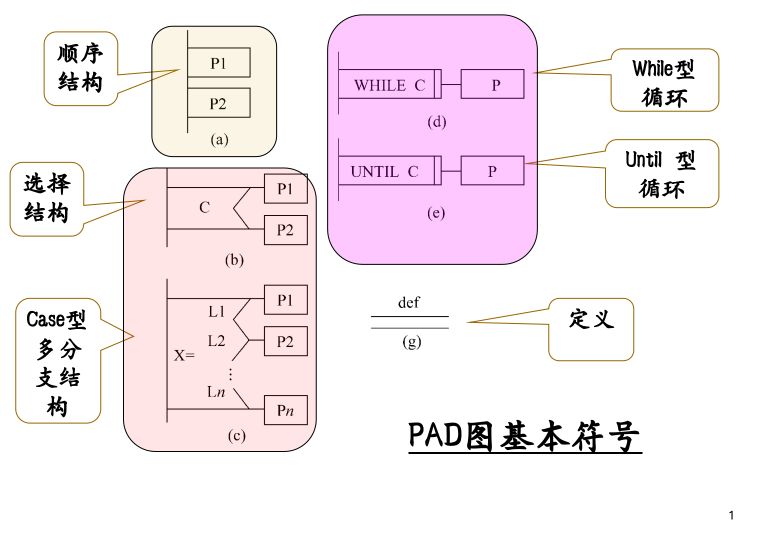 顺序
结构
P1
P2
(a)
选择
结构
C
P1
P2
(b)
Case型
多分
支结
构
X=
L1
L2
⋮
Ln
P1
P2
Pn
(c)
WHILE C
P
(d)
While型
循环
UNTIL C
P
(e)
Until 型
循环
def
(g)
定义
PAD图基本符号
1